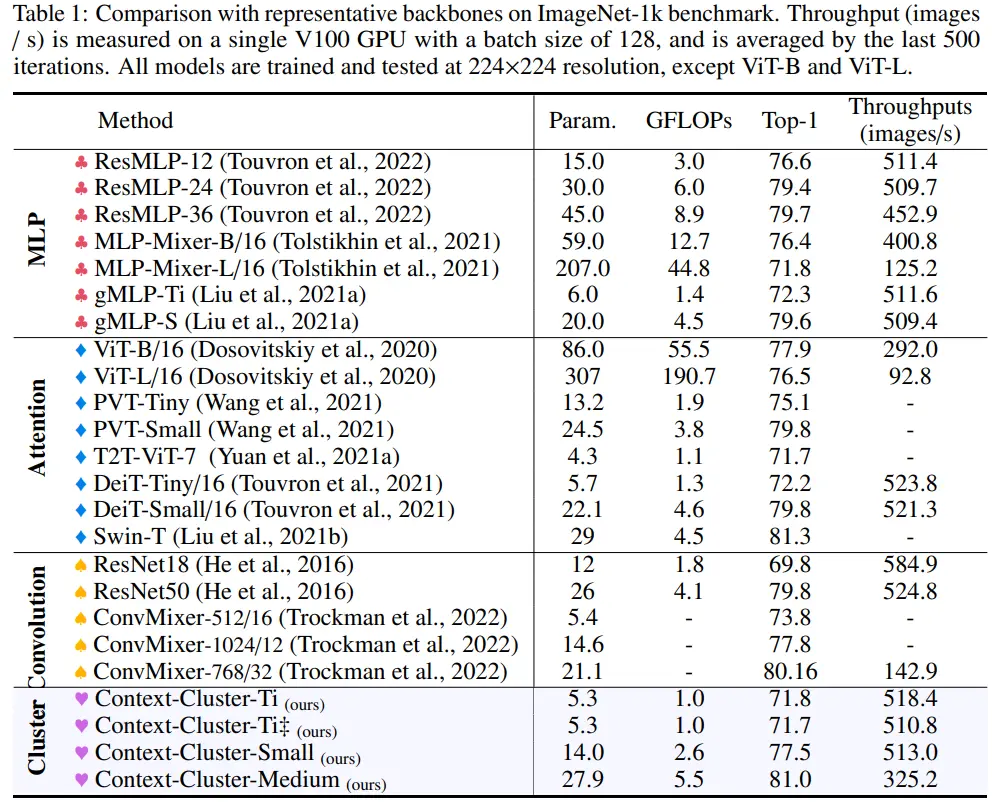 Table 1: Comparison with representative backbones on ImageNet-1k benchmark. Throughput (images
/ s) is measured on a single V100 GPU with a batch size of 128, and is averaged by the last 500
iterations. All models are trained and tested at 224×224 resolution, except ViT-B and ViT-L.
Method Param. GFLOPs Top-1 Throughputs (images/s)
MLP
♣ ResMLP-12 (Touvron et al., 2022) 15.0 3.0 76.6 511.4
♣ ResMLP-24 (Touvron et al., 2022) 30.0 6.0 79.4 509.7
♣ ResMLP-36 (Touvron et al., 2022) 45.0 8.9 79.7 452.9
♣ MLP-Mixer-B/16 (Tolstikhin et al., 2021) 59.0 12.7 76.4 400.8
♣ MLP-Mixer-L/16 (Tolstikhin et al., 2021) 207.0 44.8 71.8 125.2
♣ gMLP-Ti (Liu et al., 2021a) 6.0 1.4 72.3 511.6
♣ gMLP-S (Liu et al., 2021a) 20.0 4.5 79.6 509.4
Attention
♦ ViT-B/16 (Dosovitskiy et al., 2020) 86.0 55.5 77.9 292.0
♦ ViT-L/16 (Dosovitskiy et al., 2020) 307 190.7 76.5 92.8
♦ PVT-Tiny (Wang et al., 2021) 13.2 1.9 75.1 -
♦ PVT-Small (Wang et al., 2021) 24.5 3.8 79.8 -
♦ T2T-ViT-7 (Yuan et al., 2021a) 4.3 1.1 71.7 -
♦ DeiT-Tiny/16 (Touvron et al., 2021) 5.7 1.3 72.2 523.8
♦ DeiT-Small/16 (Touvron et al., 2021) 22.1 4.6 79.8 521.3
♦ Swin-T (Liu et al., 2021b) 29 4.5 81.3 -
Convolution
♠ ResNet18 (He et al., 2016) 12 1.8 69.8 584.9
♠ ResNet50 (He et al., 2016) 26 4.1 79.8 524.8
♠ ConvMixer-512/16 (Trockman et al., 2022) 5.4 - 73.8 -
♠ ConvMixer-1024/12 (Trockman et al., 2022) 14.6 - 77.8 -
♠ ConvMixer-768/32 (Trockman et al., 2022) 21.1 - 80.16 142.9
Cluster
♥ Context-Cluster-Ti (ours) 5.3 1.0 71.8 518.4
♥ Context-Cluster-Ti‡ (ours) 5.3 1.0 71.7 510.8
♥ Context-Cluster-Small (ours) 14.0 2.6 77.5 513.0
♥ Context-Cluster-Medium (ours) 27.9 5.5 81.0 325.2